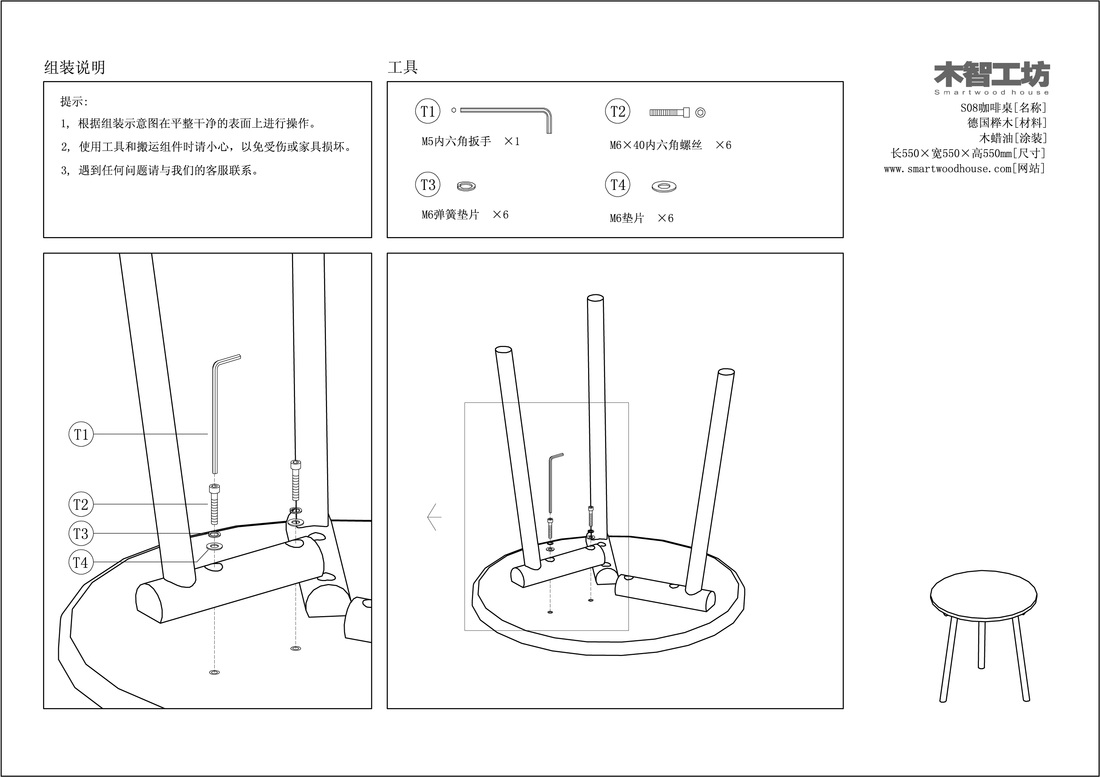 组装说明
提示:
1, 根据组装示意图在平整干净的表面上进行操作。
2, 使用工具和搬运组件时请小心，以免受伤或家具损坏。
3, 遇到任何问题请与我们的客服联系。
工具
T1
M5内六角扳手 ×1
T2
M6×40内六角螺丝 ×6
T3
M6弹簧垫片 ×6
T4
M6垫片 ×6
木智工坊
Smartwoodhouse
S08咖啡桌[名称]
德国榉木[材料]
木蜡油[涂装]
长550×宽550×高550mm[尺寸]
www.smartwoodhouse.com[网站]
T1
T2
T3
T4